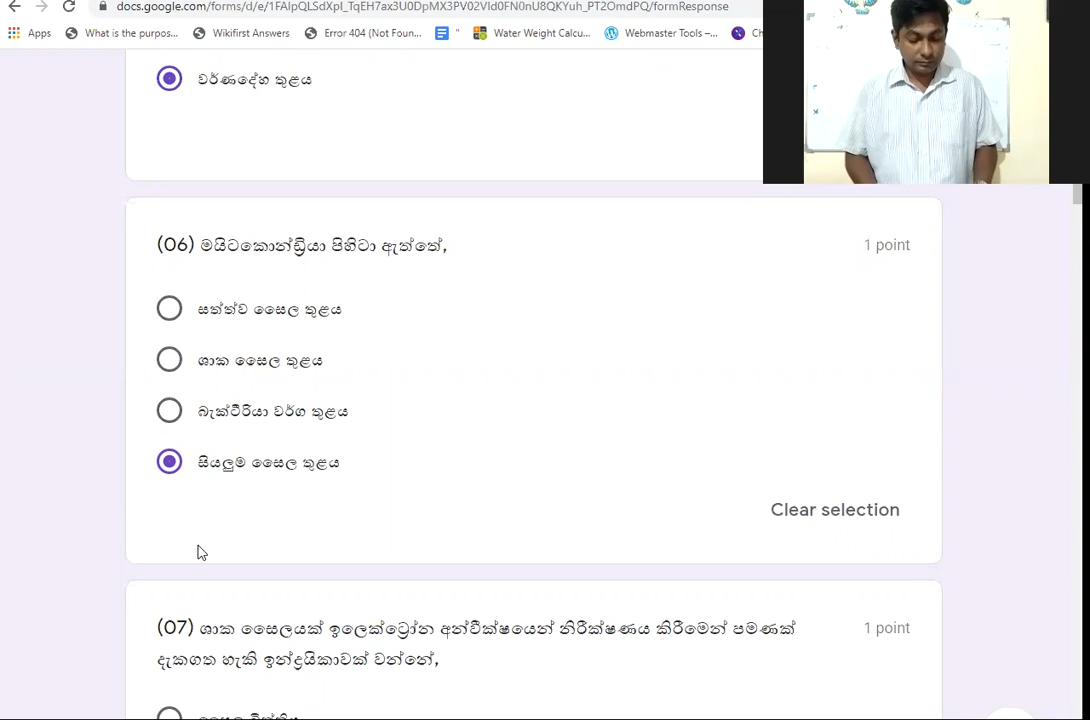 docs.google.com/forms/d/e/1FAIpQLSdXpI_TqEH7ax3U0DpMX3PV02VId0FN0nU8QKYuh_PT2OmdPQ/formResponse
Apps What is the purpos... Wikifirst Answers Error 404 (Not Foun... " Water Weight Calcu... Webmaster Tools –... Ch
වර්ණදේහ තුළය
(06) මයිටකොන්ඩ්‍රියා පිහිටා ඇත්තේ,
1 point
සත්ත්ව සෛල තුළය
ශාක සෛල තුළය
බැක්ටීරියා වර්ග තුළය
සියලුම සෛල තුළය
Clear selection
(07) ශාක සෛලයක් ඉලෙක්ට්‍රෝන අන්වීක්ෂයෙන් නිරීක්ෂණය කිරීමෙන් පමණක්
1 point
දැකගත හැකි ඉන්ද්‍රයිකාවක් වන්නේ,